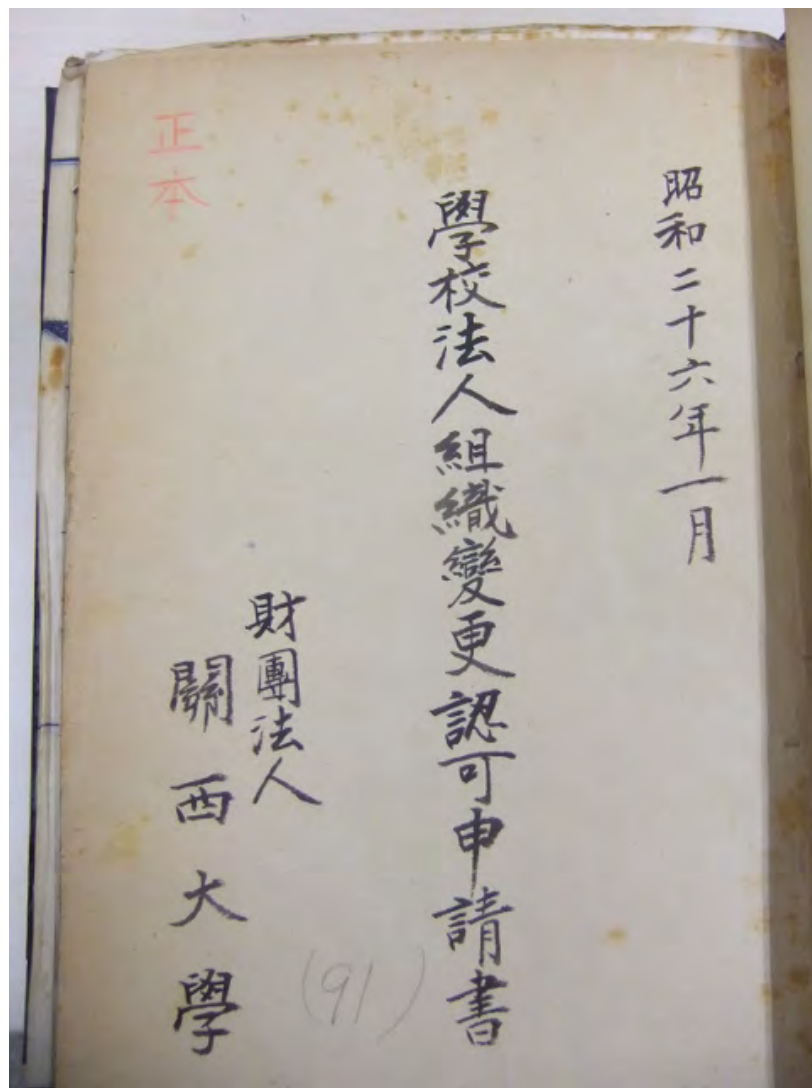 昭和二十六年一月
學校法人組織變更認可申請書
財團法人
關西大學
正本
(91)